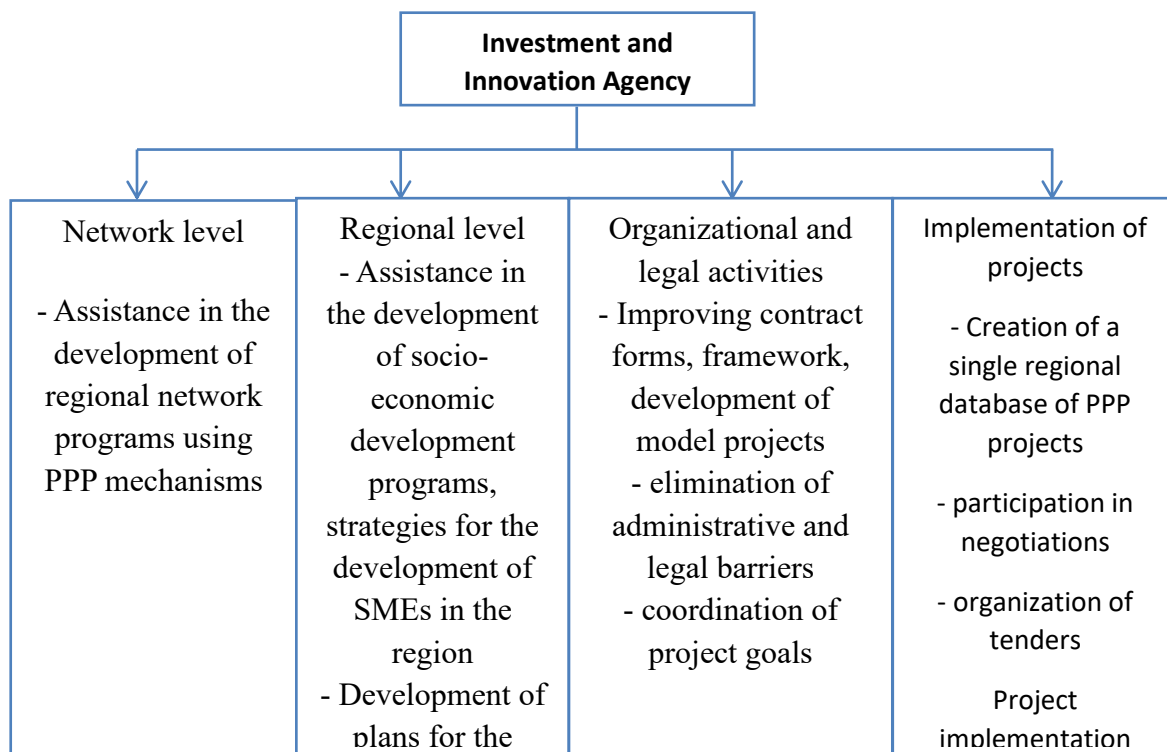 Investment and
Innovation Agency
Network level
- Assistance in the
development of
regional network
programs using
PPP mechanisms
Regional level
- Assistance in
the development
of socio-
economic
development
programs,
strategies for the
development of
SMEs in the
region
- Development of
plans for the
Organizational and
legal activities
- Improving contract
forms, framework,
development of
model projects
- elimination of
administrative and
legal barriers
- coordination of
project goals
Implementation of
projects
- Creation of a
single regional
database of PPP
projects
- participation in
negotiations
- organization of
tenders
Project
implementation